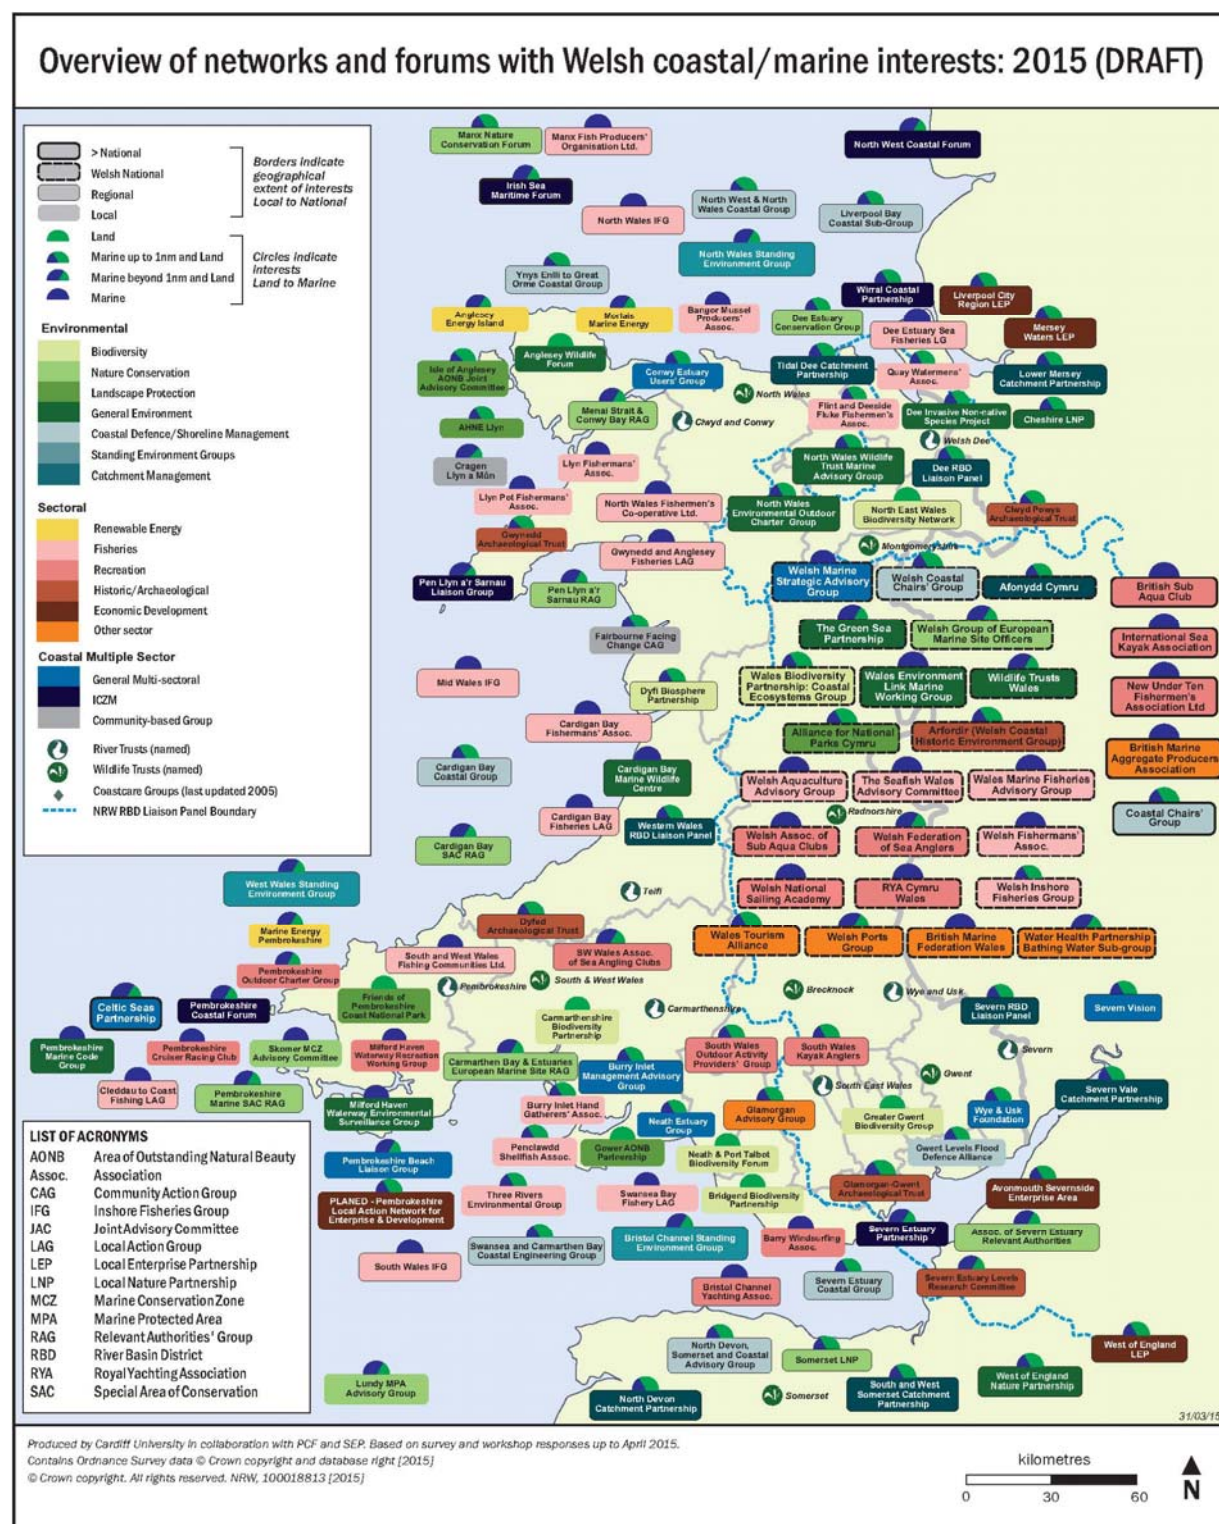 Overview of networks and forums with Welsh coastal/marine interests: 2015 (DRAFT)
> National
Welsh National
Regional
Local
Borders indicate
geographical
extent of interests
Local to National
Land
Marine up to 1nm and Land
Marine beyond 1nm and Land
Marine
Circles indicate
interests
Land to Marine
Environmental
Biodiversity
Nature Conservation
Landscape Protection
General Environment
Coastal Defence/Shoreline Management
Standing Environment Groups
Catchment Management
Sectoral
Renewable Energy
Fisheries
Recreation
Historic/Archaeological
Economic Development
Other sector
Coastal Multiple Sector
General Multi-sectoral
ICZM
Community-based Group
River Trusts (named)
Wildlife Trusts (named)
Coastcare Groups (last updated 2005)
NRW RBD Liaison Panel Boundary
Manx Nature
Conservation Forum
Manx Fish Producers'
Organisation Ltd.
North West Coastal Forum
Irish Sea
Maritime Forum
North Wales IFG
North West & North
Wales Coastal Group
Liverpool Bay
Coastal Sub-Group
North Wales Standing
Environment Group
Ynys Enlli to Great
Orme Coastal Group
Wirral Coastal
Partnership
Liverpool City
Region LEP
Anglesey
Energy Island
Morlais
Marine Energy
Bangor Mussel
Producers'
Assoc.
Dee Estuary
Conservation Group
Dee Estuary Sea
Fisheries LG
Mersey
Waters LEP
Isle of Anglesey
AONB Joint
Advisory Committee
Anglesey Wildlife
Forum
Conwy Estuary
Users' Group
Tidal Dee Catchment
Partnership
Quay Watermens'
Assoc.
Lower Mersey
Catchment Partnership
North Wales
AHNE Llyn
Menai Strait &
Conwy Bay RAG
Clwyd and Conwy
Flint and Deeside
Fluke Fishermen's
Assoc.
Dee Invasive Non-native
Species Project
Cheshire LNP
Welsh Dee
Cragen
Llyn a Môn
Llyn Fishermans'
Assoc.
North Wales Wildlife
Trust Marine
Advisory Group
Dee RBD
Liaison Panel
Llyn Pot Fishermans'
Assoc.
North Wales Fishermen's
Co-operative Ltd.
North Wales
Environmental Outdoor
Charter Group
North East Wales
Biodiversity Network
Clwyd Powys
Archaeological Trust
Gwynedd
Archaeological Trust
Gwynedd and Anglesey
Fisheries LAG
Montgomeryshire
Pen Llyn a'r Sarnau
Liaison Group
Pen Llyn a'r
Sarnau RAG
Welsh Marine
Strategic Advisory
Group
Welsh Coastal
Chairs' Group
Afonydd Cymru
British Sub
Aqua Club
Fairbourne Facing
Change CAG
The Green Sea
Partnership
Welsh Group of European
Marine Site Officers
International Sea
Kayak Association
Mid Wales IFG
Dyfi Biosphere
Partnership
Wales Biodiversity
Partnership: Coastal
Ecosystems Group
Wales Environment
Link Marine
Working Group
Wildlife Trusts
Wales
New Under Ten
Fishermen's
Association Ltd
Cardigan Bay
Fishermans' Assoc.
Alliance for National
Parks Cymru
Arfordir (Welsh Coastal
Historic Environment Group)
British Marine
Aggregate Producers
Association
Cardigan Bay
Coastal Group
Cardigan Bay
Marine Wildlife
Centre
Welsh Aquaculture
Advisory Group
The Seafish Wales
Advisory Committee
Wales Marine Fisheries
Advisory Group
Coastal Chairs'
Group
Cardigan Bay
Fisheries LAG
Western Wales
RBD Liaison Panel
Radnorshire
Cardigan Bay
SAC RAG
Welsh Assoc. of
Sub Aqua Clubs
Welsh Federation
of Sea Anglers
Welsh Fishermans'
Assoc.
West Wales Standing
Environment Group
Teifi
Welsh National
Sailing Academy
RYA Cymru
Wales
Welsh Inshore
Fisheries Group
Marine Energy
Pembrokeshire
Dyfed
Archaeological Trust
Wales Tourism
Alliance
Welsh Ports
Group
British Marine
Federation Wales
Water Health Partnership
Bathing Water Sub-group
South and West Wales
Fishing Communities Ltd.
SW Wales Assoc.
of Sea Angling Clubs
Pembrokeshire
Outdoor Charter Group
Pembrokeshire
South & West Wales
Brecknock
Wye and Usk
Celtic Seas
Partnership
Pembrokeshire
Coastal Forum
Friends of
Pembrokeshire
Coast National Park
Carmarthenshire
Biodiversity
Partnership
Carmarthenshire
Severn RBD
Liaison Panel
Severn Vision
Pembrokeshire
Marine Code
Group
Pembrokeshire
Cruiser Racing Club
Skomer MCZ
Advisory Committee
Milford Haven
Waterway Recreation
Working Group
Carmarthen Bay & Estuaries
European Marine Site RAG
Burry Inlet
Management Advisory
Group
South Wales
Outdoor Activity
Providers' Group
South Wales
Kayak Anglers
Severn
Gwent
South East Wales
Cleddau to Coast
Fishing LAG
Pembrokeshire
Marine SAC RAG
Milford Haven
Waterway Environmental
Surveillance Group
Burry Inlet Hand
Gatherers' Assoc.
Neath Estuary
Group
Glamorgan
Advisory Group
Greater Gwent
Biodiversity Group
Wye & Usk
Foundation
Severn Vale
Catchment Partnership
LIST OF ACRONYMS
AONB Area of Outstanding Natural Beauty
Assoc. Association
CAG Community Action Group
IFG Inshore Fisheries Group
JAC Joint Advisory Committee
LAG Local Action Group
LEP Local Enterprise Partnership
LNP Local Nature Partnership
MCZ Marine Conservation Zone
MPA Marine Protected Area
RAG Relevant Authorities' Group
RBD River Basin District
RYA Royal Yachting Association
SAC Special Area of Conservation
Pembrokeshire Beach
Liaison Group
Penclawdd
Shellfish Assoc.
Gower AONB
Partnership
Neath & Port Talbot
Biodiversity Forum
Gwent Levels Flood
Defence Alliance
PLANED - Pembrokeshire
Local Action Network for
Enterprise & Development
Three Rivers
Environmental Group
Swansea Bay
Fishery LAG
Bridgend Biodiversity
Partnership
Glamorgan-Gwent
Archaeological Trust
Avonmouth Severnside
Enterprise Area
South Wales IFG
Swansea and Carmarthen Bay
Coastal Engineering Group
Bristol Channel Standing
Environment Group
Barry Windsurfing
Assoc.
Severn Estuary
Partnership
Assoc. of Severn Estuary
Relevant Authorities
Bristol Channel
Yachting Assoc.
Severn Estuary
Coastal Group
Severn Estuary Levels
Research Committee
North Devon,
Somerset and Coastal
Advisory Group
Somerset LNP
West of England
LEP
Lundy MPA
Advisory Group
North Devon
Catchment Partnership
Somerset
South and West
Somerset Catchment
Partnership
West of England
Nature Partnership
31/03/15
Produced by Cardiff University in collaboration with PCF and SEP. Based on survey and workshop responses up to April 2015.
Contains Ordnance Survey data © Crown copyright and database right [2015]
© Crown copyright. All rights reserved. NRW, 100018813 [2015]
kilometres
0 30 60
N